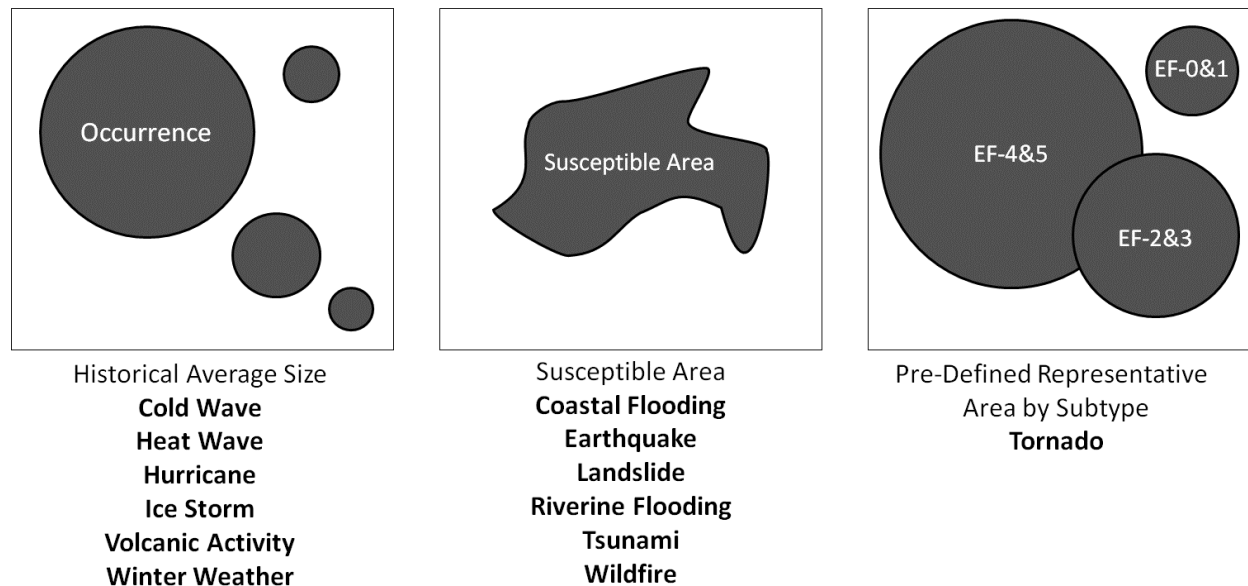 Occurrence
Historical Average Size
Cold Wave
Heat Wave
Hurricane
Ice Storm
Volcanic Activity
Winter Weather
Susceptible Area
Susceptible Area
Coastal Flooding
Earthquake
Landslide
Riverine Flooding
Tsunami
Wildfire
EF-0&1
EF-4&5
EF-2&3
Pre-Defined Representative
Area by Subtype
Tornado